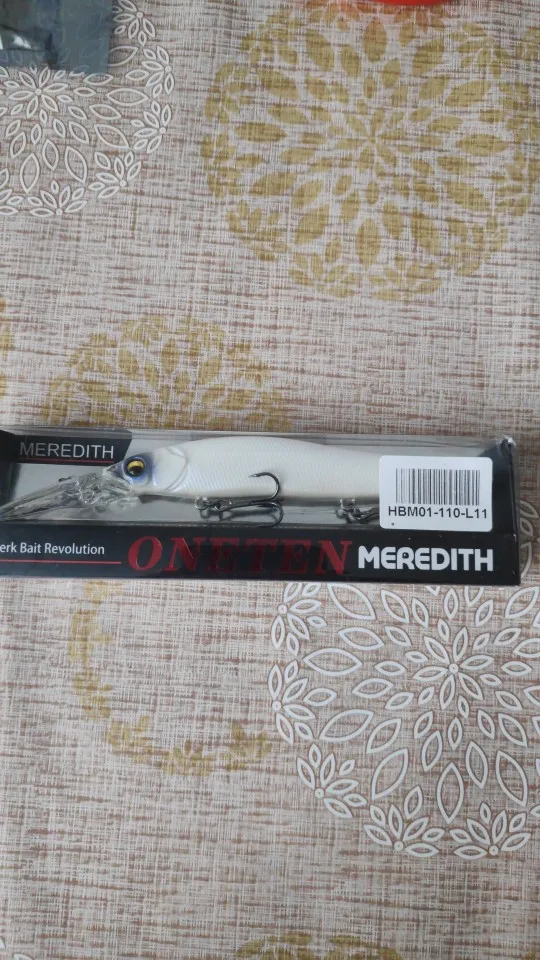 MEREDITH
HBM01-110-L11
erk Bait Revolution ONETEN MEREDITH